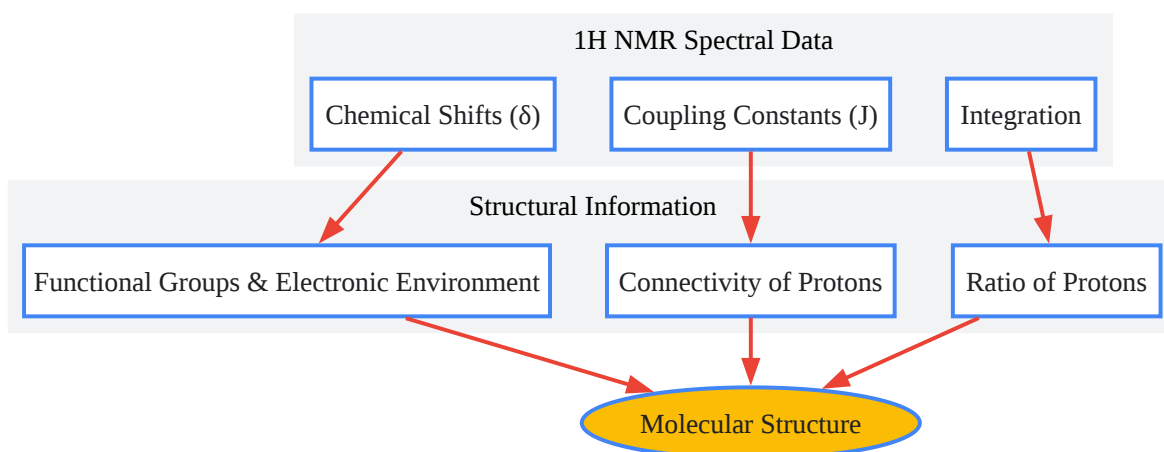 1H NMR Spectral Data
Chemical Shifts (δ)
Coupling Constants (J)
Integration
Structural Information
Functional Groups & Electronic Environment
Connectivity of Protons
Ratio of Protons
Molecular Structure